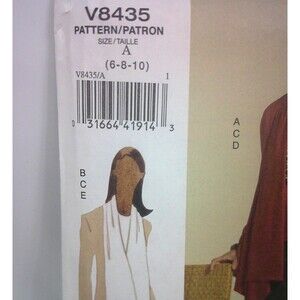 V8435
PATTERN/PATRON
SIZE/TAILLE
A
(6-8-10)
V8435/A 1
0 31664 41914 3
A
C
D
B
C
E